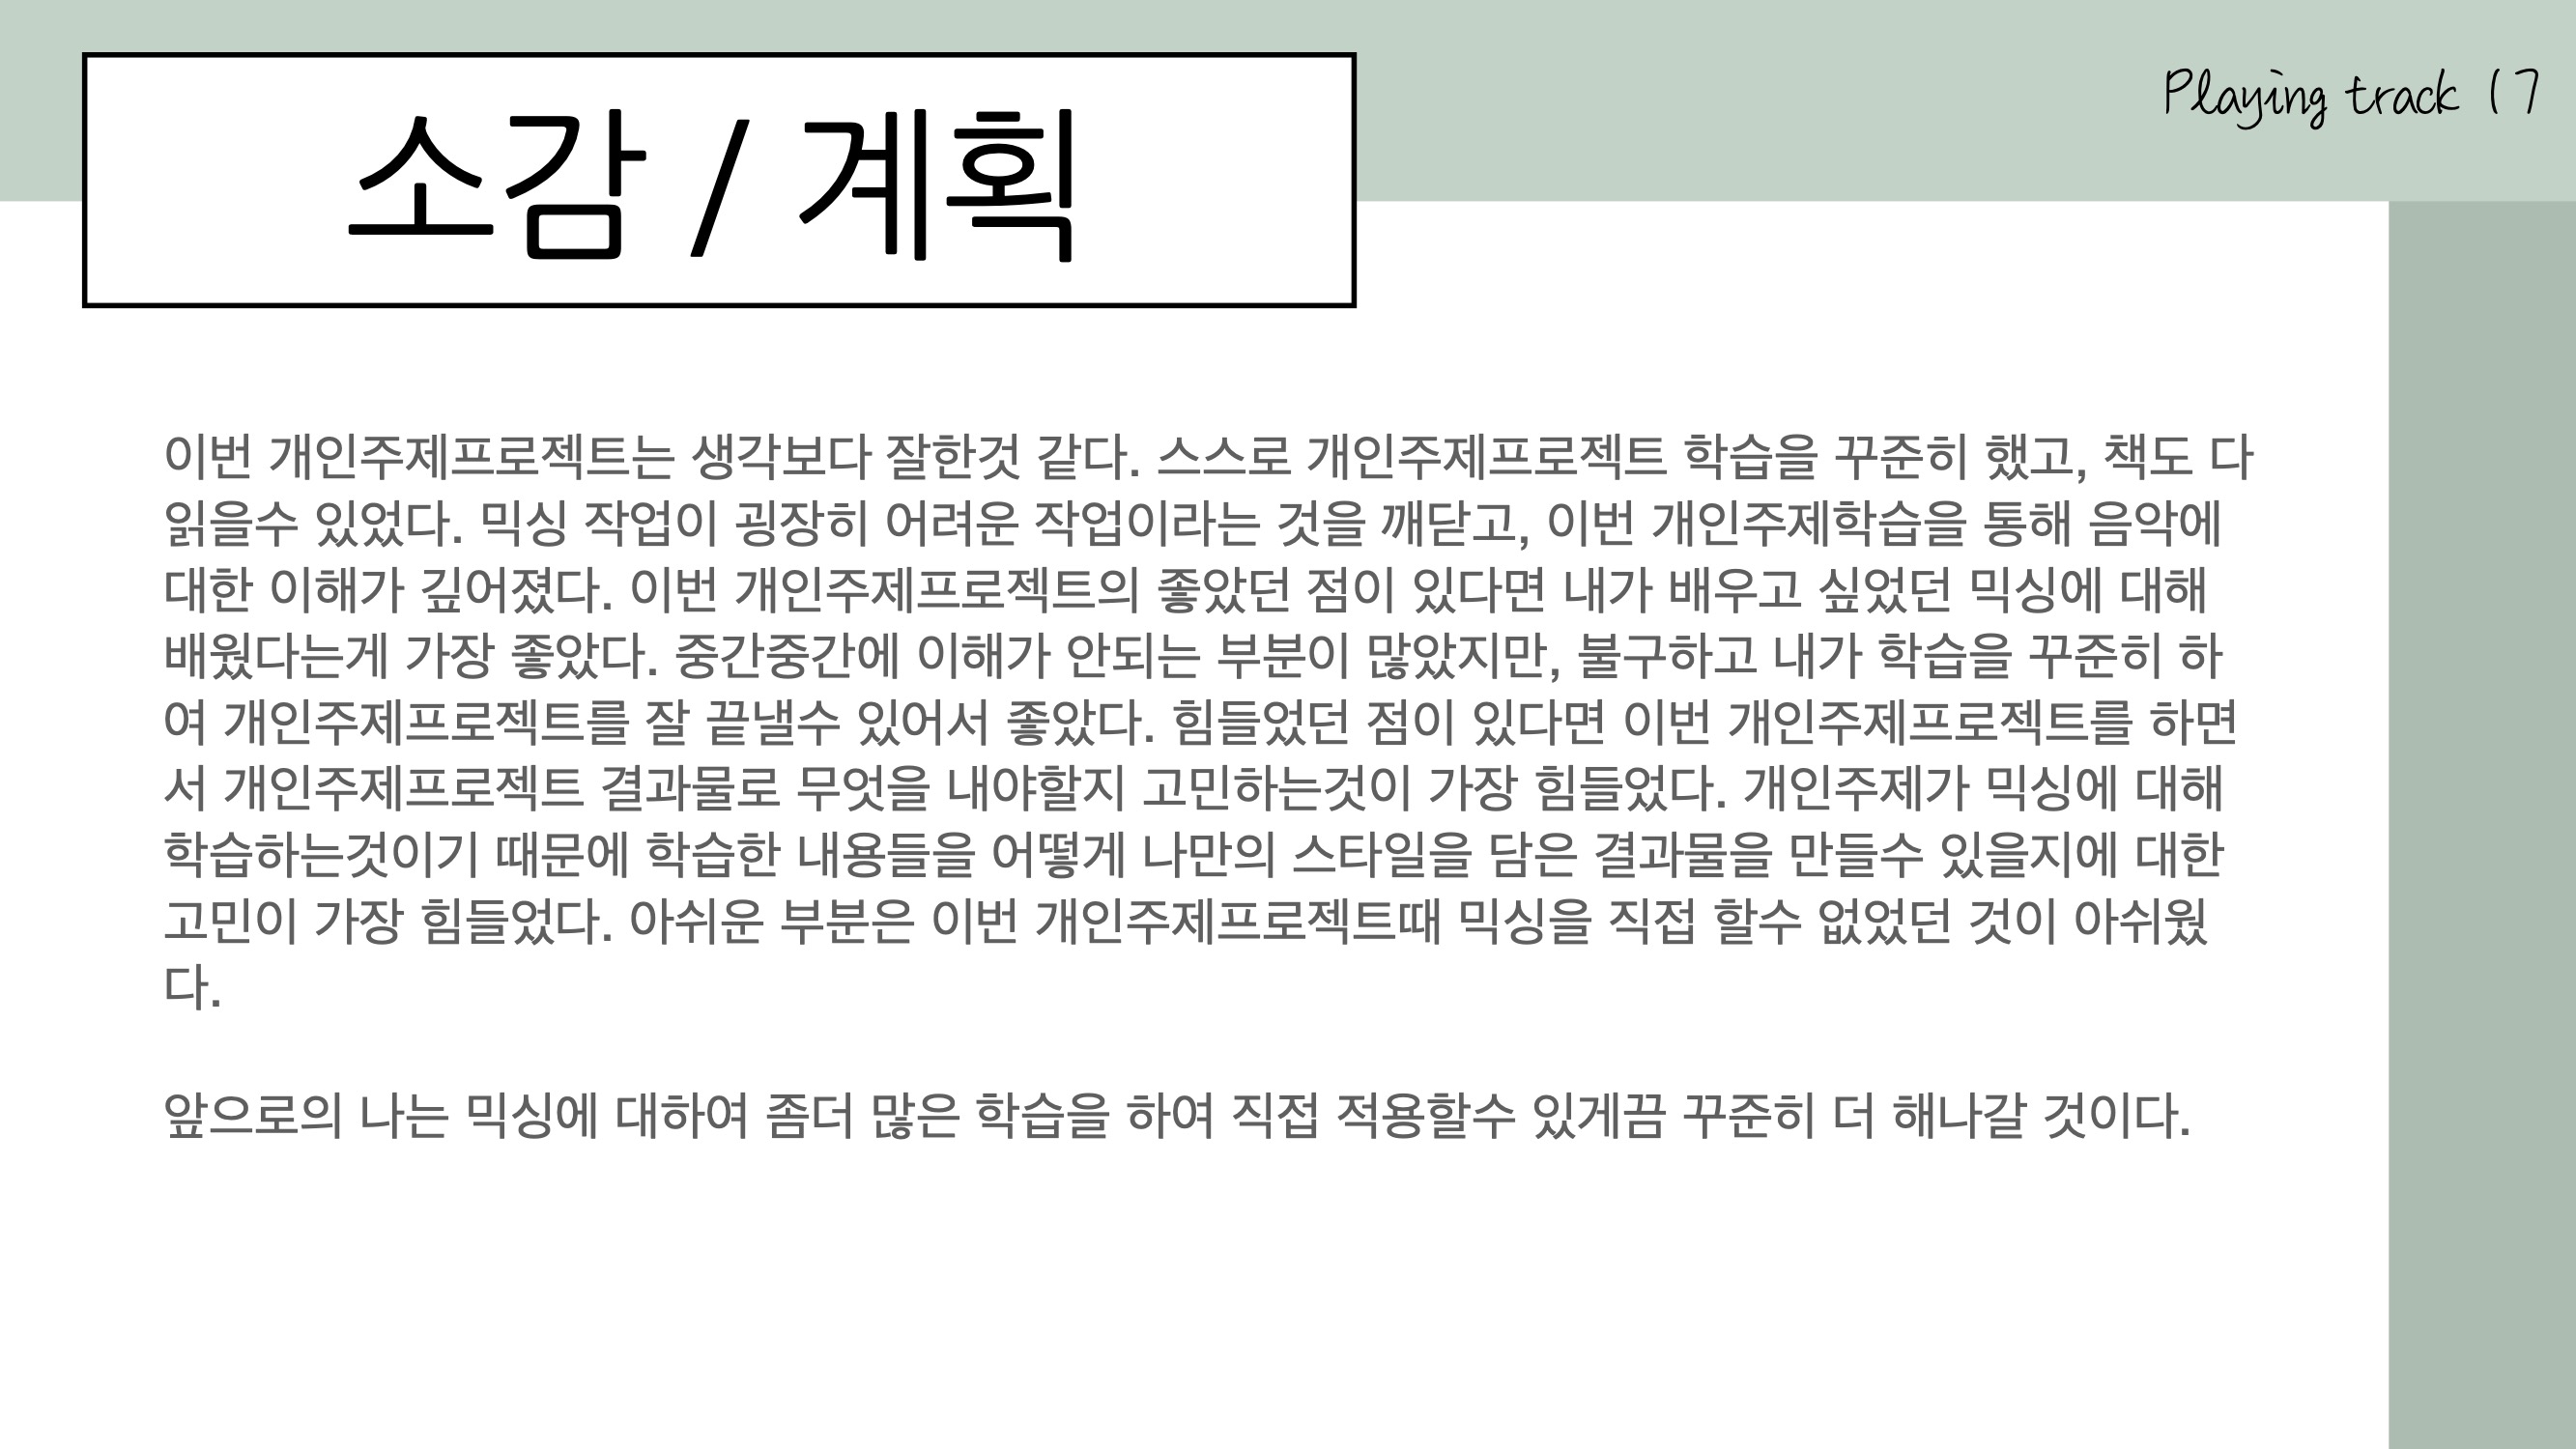 Playing track 17
소감 / 계획
이번 개인주제프로젝트는 생각보다 잘한것 같다. 스스로 개인주제프로젝트 학습을 꾸준히 했고, 책도 다
읽을수 있었다. 믹싱 작업이 굉장히 어려운 작업이라는 것을 깨닫고, 이번 개인주제학습을 통해 음악에
대한 이해가 깊어졌다. 이번 개인주제프로젝트의 좋았던 점이 있다면 내가 배우고 싶었던 믹싱에 대해
배웠다는게 가장 좋았다. 중간중간에 이해가 안되는 부분이 많았지만, 불구하고 내가 학습을 꾸준히 하
여 개인주제프로젝트를 잘 끝낼수 있어서 좋았다. 힘들었던 점이 있다면 이번 개인주제프로젝트를 하면
서 개인주제프로젝트 결과물로 무엇을 내야할지 고민하는것이 가장 힘들었다. 개인주제가 믹싱에 대해
학습하는것이기 때문에 학습한 내용들을 어떻게 나만의 스타일을 담은 결과물을 만들수 있을지에 대한
고민이 가장 힘들었다. 아쉬운 부분은 이번 개인주제프로젝트때 믹싱을 직접 할수 없었던 것이 아쉬웠
다.
앞으로의 나는 믹싱에 대하여 좀더 많은 학습을 하여 직접 적용할수 있게끔 꾸준히 더 해나갈 것이다.